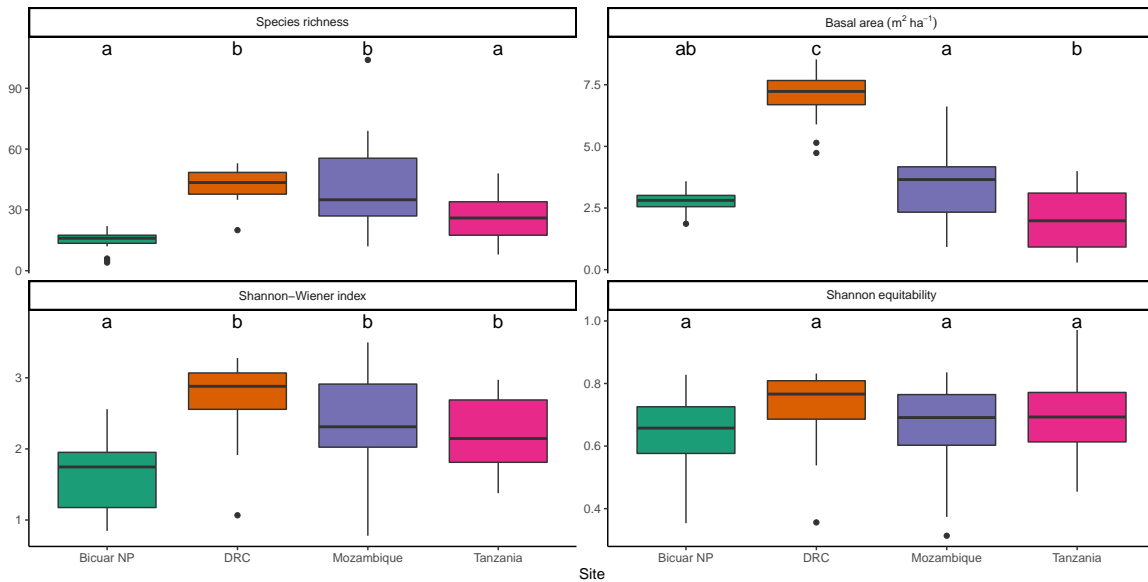 Species richness
a b b a
90
60
30
0
Basal area (m² ha⁻¹)
ab c a b
7.5
5.0
2.5
0.0
Shannon−Wiener index
a b b b
3
2
1
Bicuar NP DRC Mozambique Tanzania
Shannon equitability
a a a a
1.0
0.8
0.6
0.4
Bicuar NP DRC Mozambique Tanzania
Site